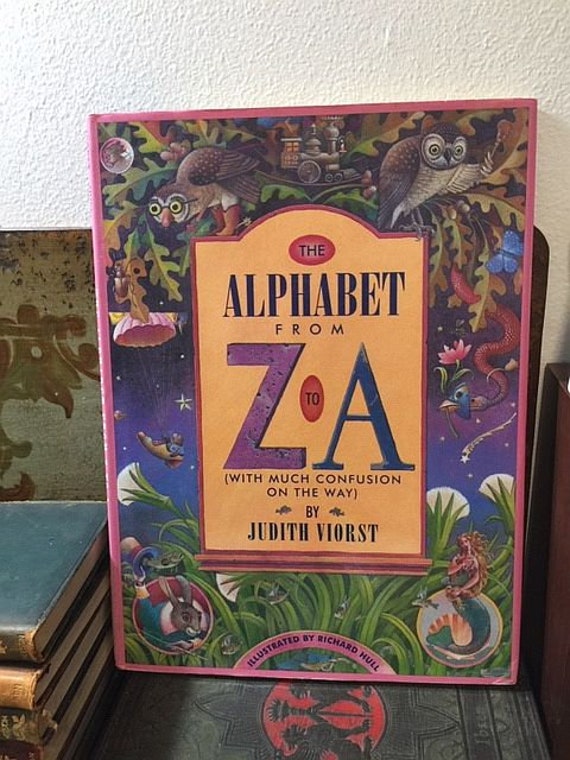 THE
ALPHABET
FROM
Z TO A
(WITH MUCH CONFUSION
ON THE WAY)
BY
JUDITH VIORST
ILLUSTRATED BY RICHARD HULL